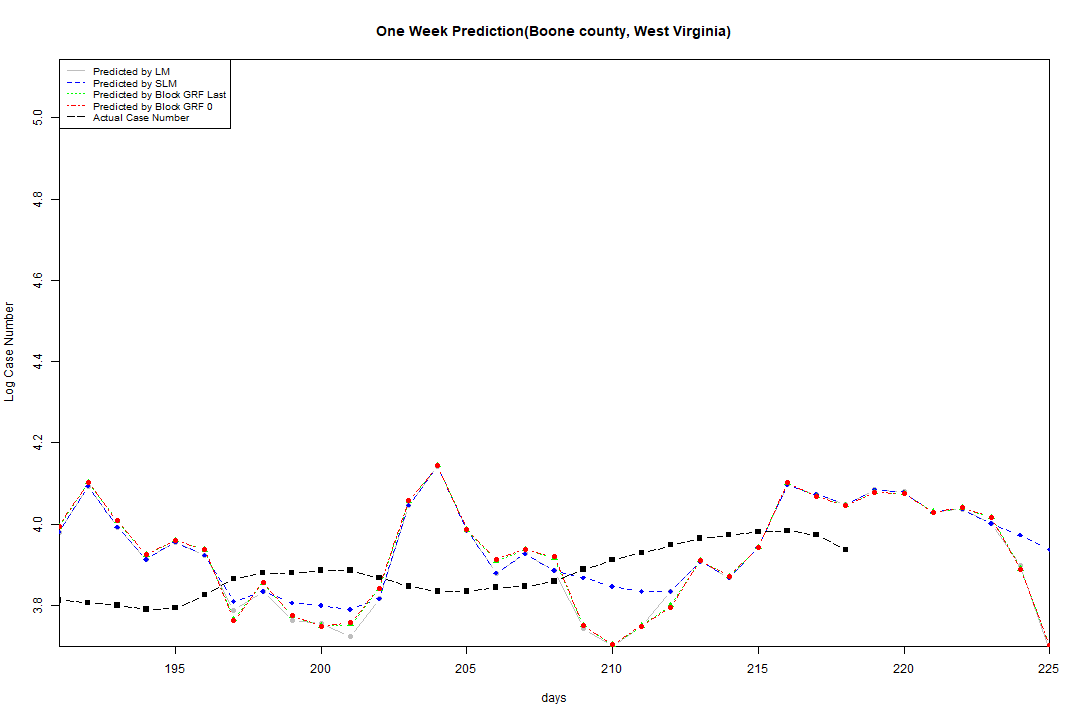 One Week Prediction(Boone county, West Virginia)
Predicted by LM
Predicted by SLM
Predicted by Block GRF Last
Predicted by Block GRF 0
Actual Case Number
5.0
4.8
4.6
4.4
4.2
4.0
3.8
Log Case Number
195 200 205 210 215 220 225
days